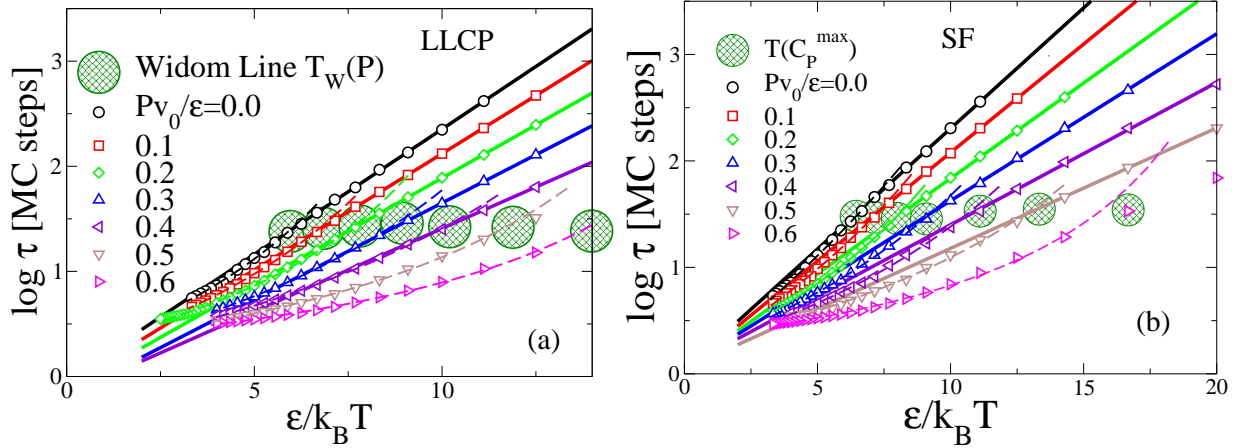 LLCP
Widom Line T_W(P)
Pv_0/ε=0.0
0.1
0.2
0.3
0.4
0.5
0.6
(a)
log τ [MC steps]
3
2
1
0
0 5 10
ε/k_B T
SF
T(C_P^max)
Pv_0/ε=0.0
0.1
0.2
0.3
0.4
0.5
0.6
(b)
log τ [MC steps]
3
2
1
0
0 5 10 15 20
ε/k_B T